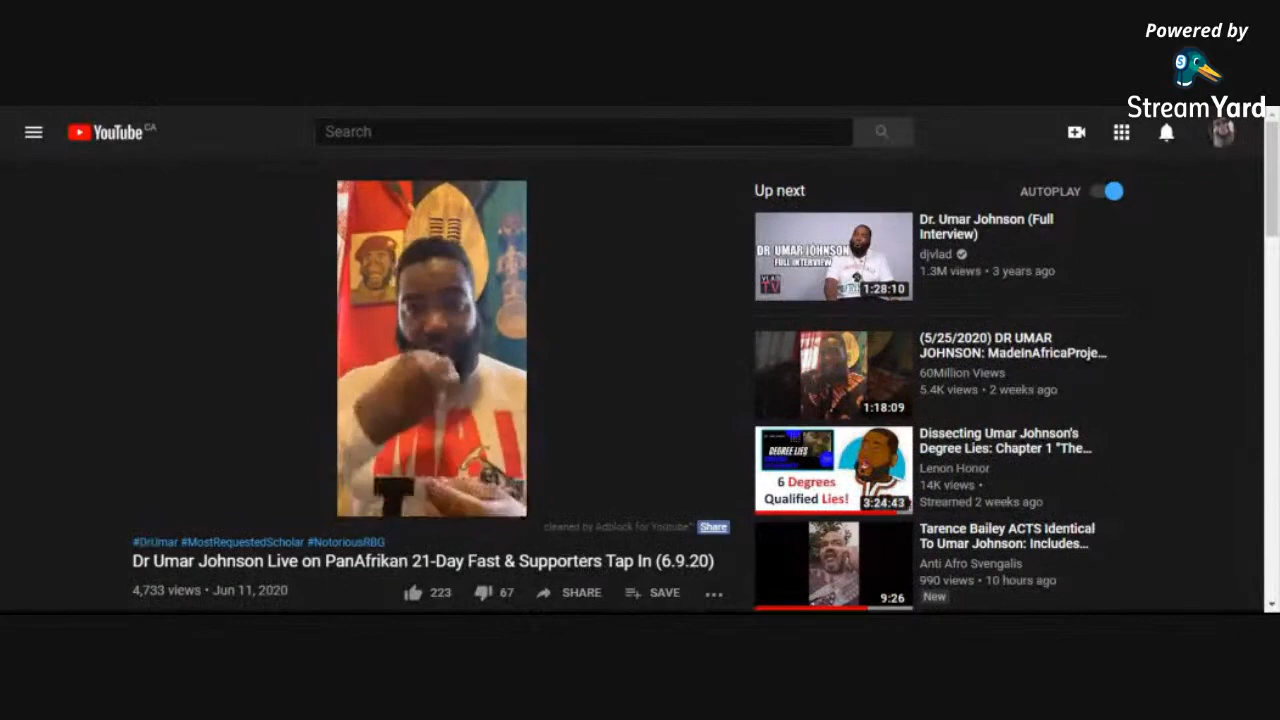 Powered by
StreamYard
YouTube CA
Search
Up next
AUTOPLAY
DR UMAR JOHNSON
FULL INTERVIEW
VLAD
TV
1:28:10
Dr. Umar Johnson (Full
Interview)
djvlad
1.3M views • 3 years ago
1:18:09
(5/25/2020) DR UMAR
JOHNSON: MadeInAfricaProje...
60Million Views
5.4K views • 2 weeks ago
DEGREE LIES
6 Degrees
Qualified Lies!
3:24:43
Dissecting Umar Johnson's
Degree Lies: Chapter 1 "The...
Lenon Honor
14K views •
Streamed 2 weeks ago
9:26
Tarence Bailey ACTS Identical
To Umar Johnson: Includes...
Anti Afro Svengalis
990 views • 10 hours ago
New
cleaned by Adblock for Youtube™ Share
#DrUmar #MostRequestedScholar #NotoriousRBG
Dr Umar Johnson Live on PanAfrikan 21-Day Fast & Supporters Tap In (6.9.20)
4,733 views • Jun 11, 2020
223 67 SHARE SAVE ...